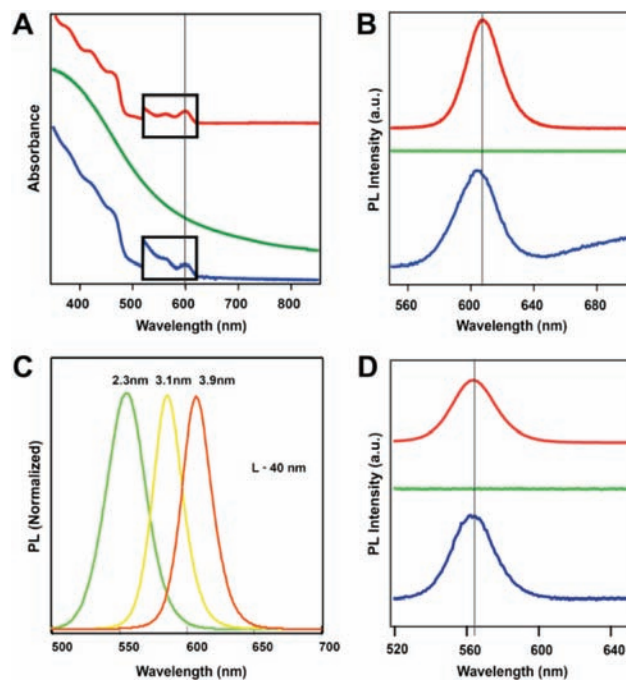 A
Absorbance
400 500 600 700 800
Wavelength (nm)
B
PL Intensity (a.u.)
560 600 640 680
Wavelength (nm)
C
PL (Normalized)
2.3nm 3.1nm 3.9nm
L - 40 nm
500 550 600 650 700
Wavelength (nm)
D
PL Intensity (a.u.)
520 560 600 640
Wavelength (nm)